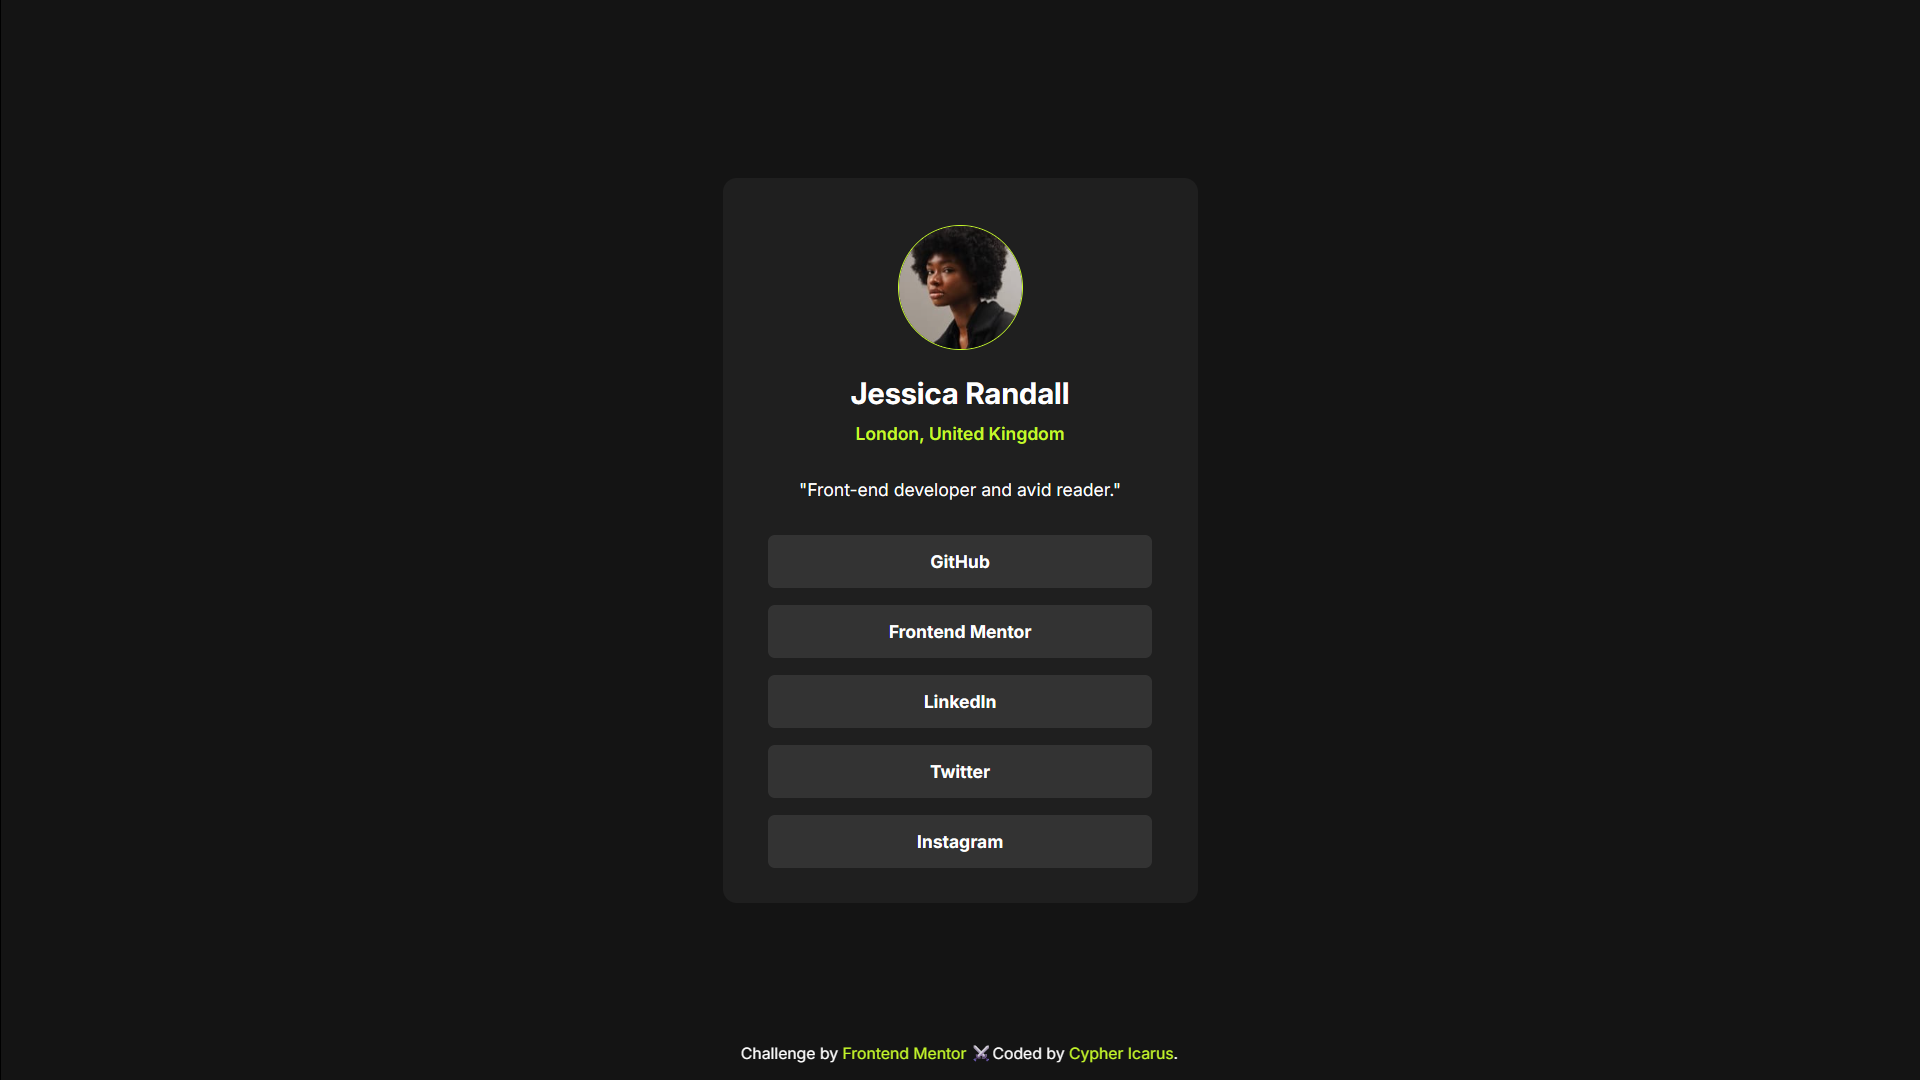 Jessica Randall
London, United Kingdom
"Front-end developer and avid reader."
GitHub
Frontend Mentor
LinkedIn
Twitter
Instagram
Challenge by Frontend Mentor ⚔️Coded by Cypher Icarus.